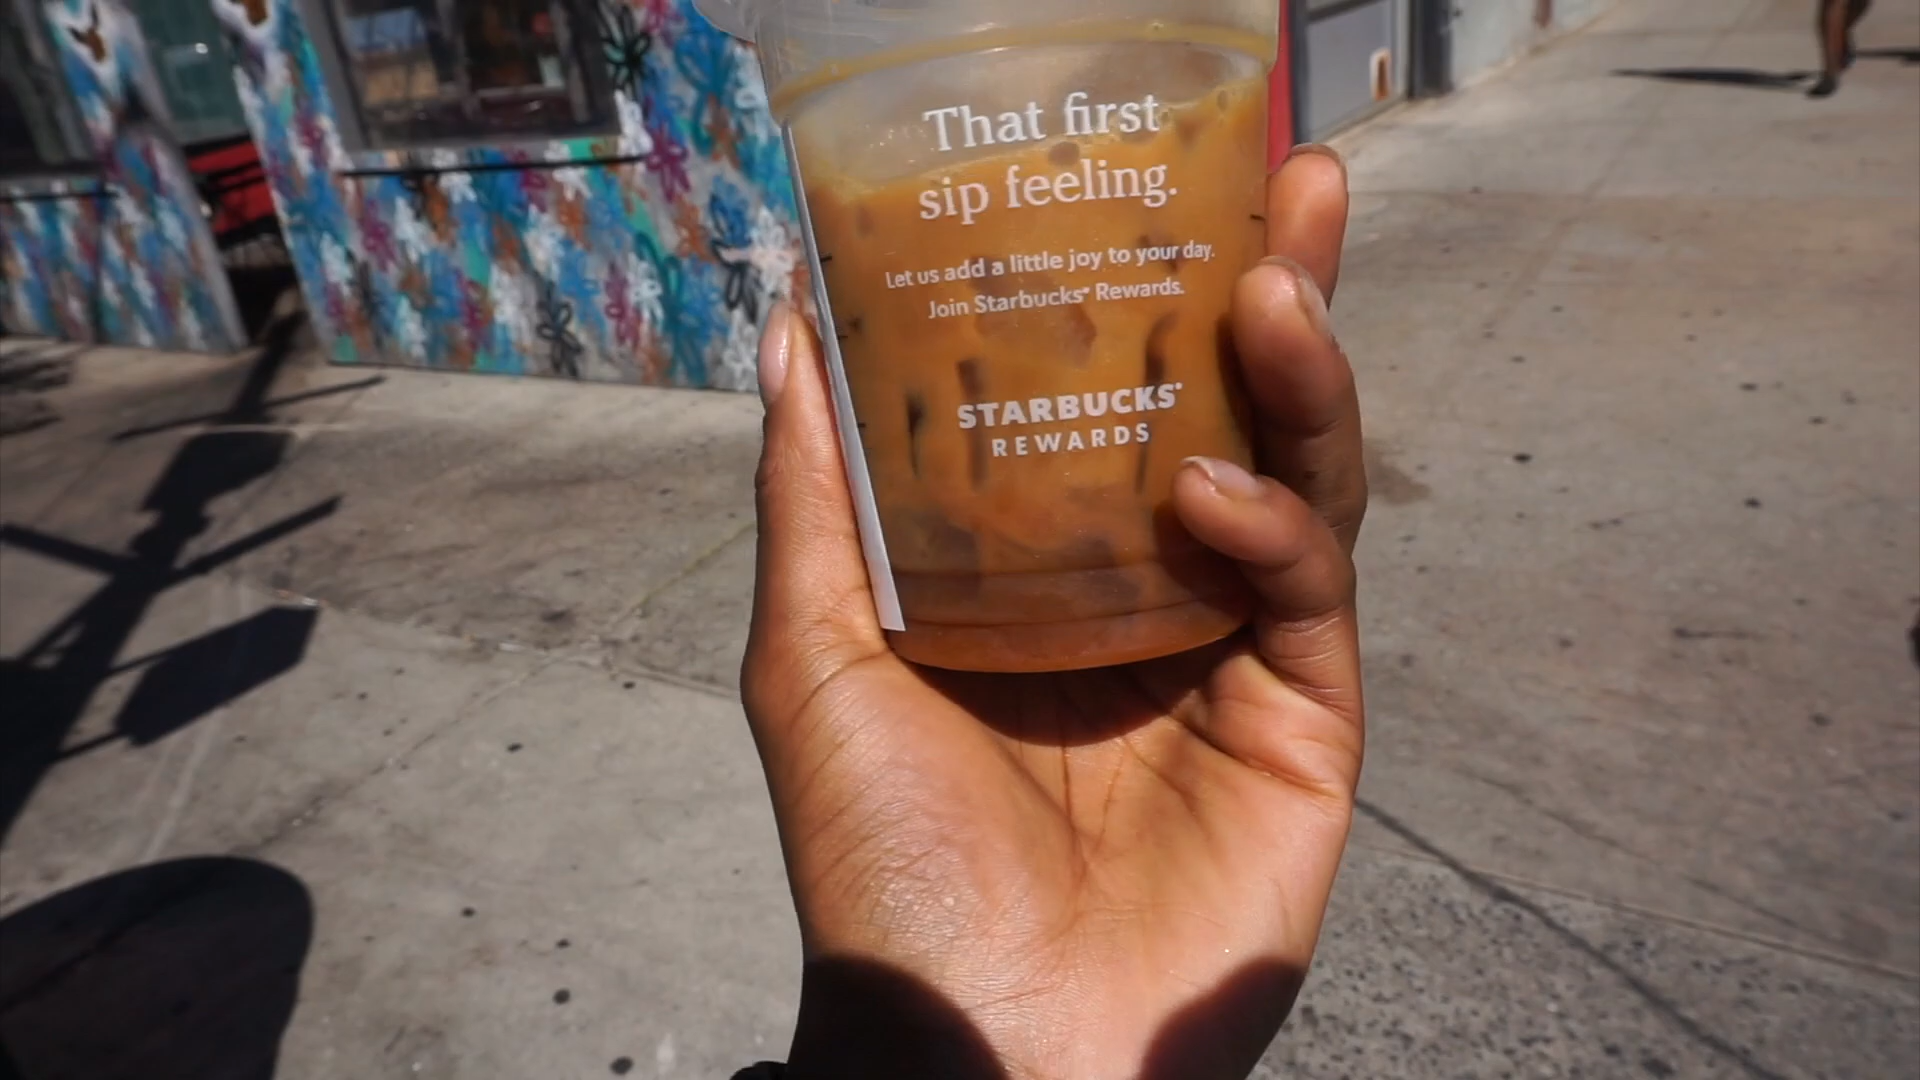 That first
sip feeling.
Let us add a little joy to your day.
Join Starbucks® Rewards.
STARBUCKS®
REWARDS